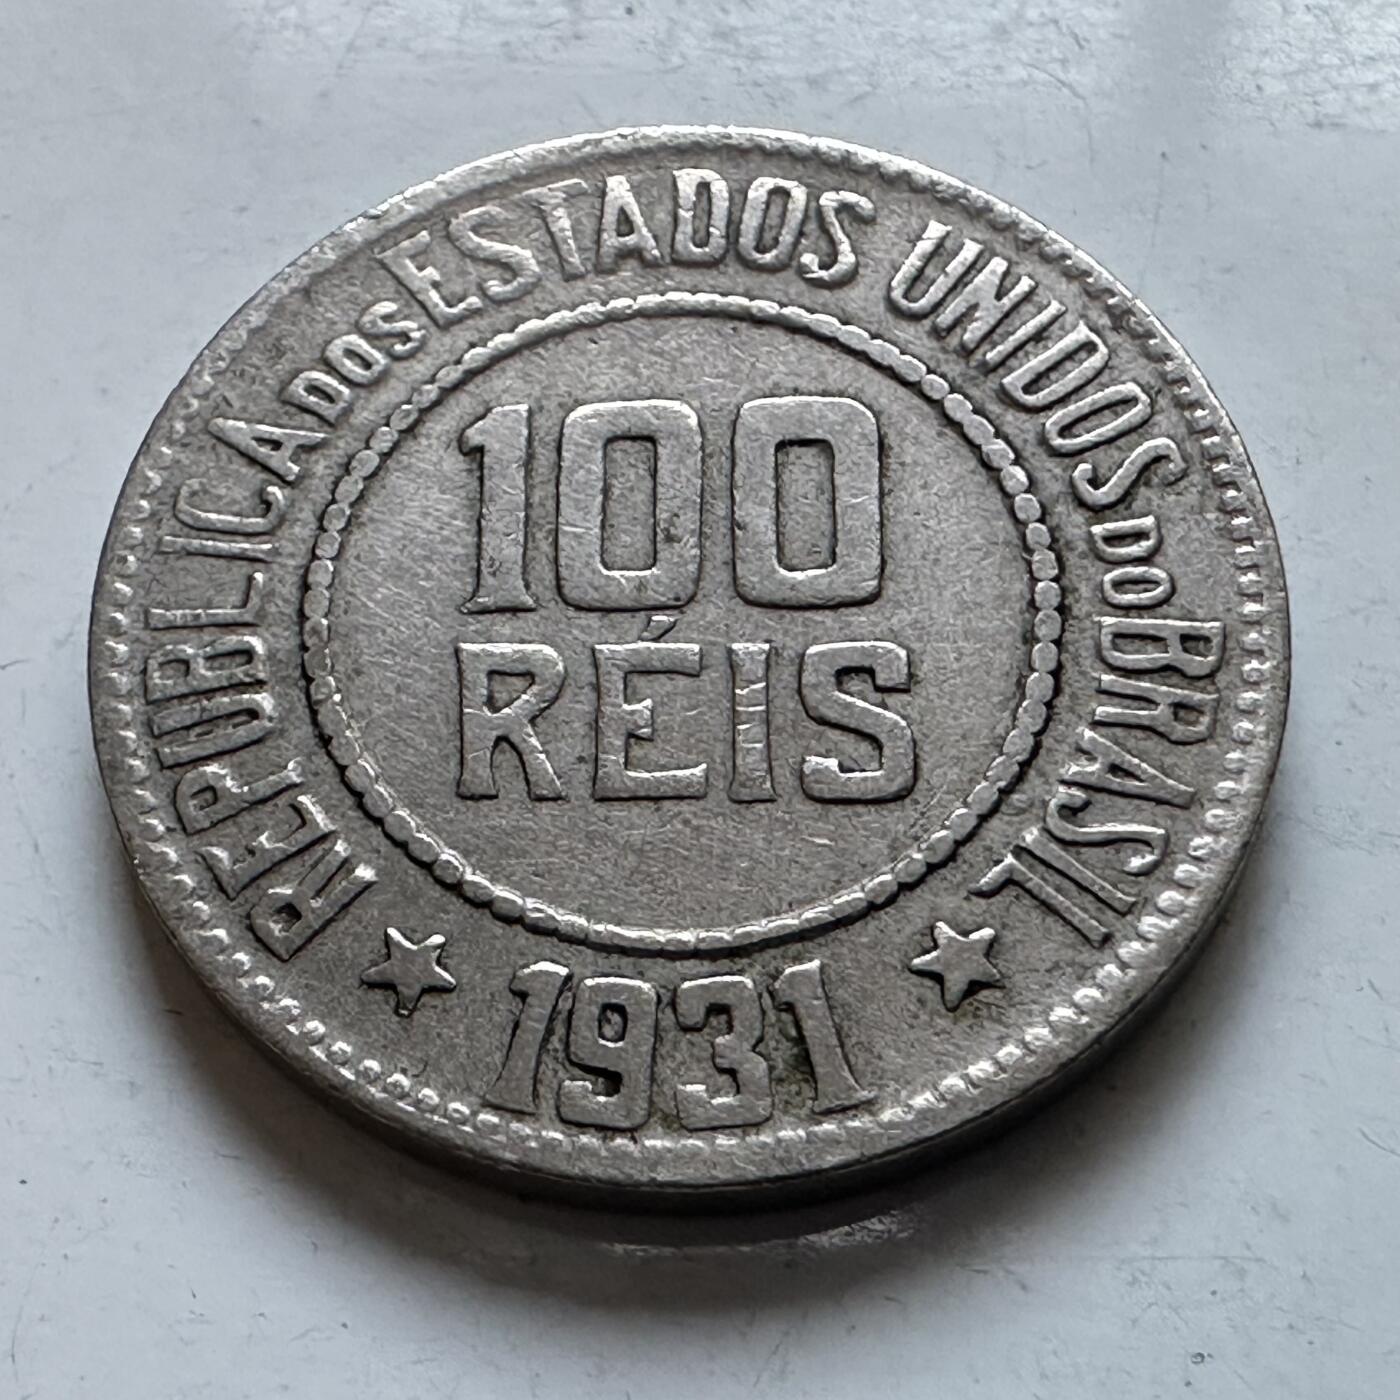 REPUBLICA DOS ESTADOS UNIDOS DO BRASIL
100
RÉIS
1931